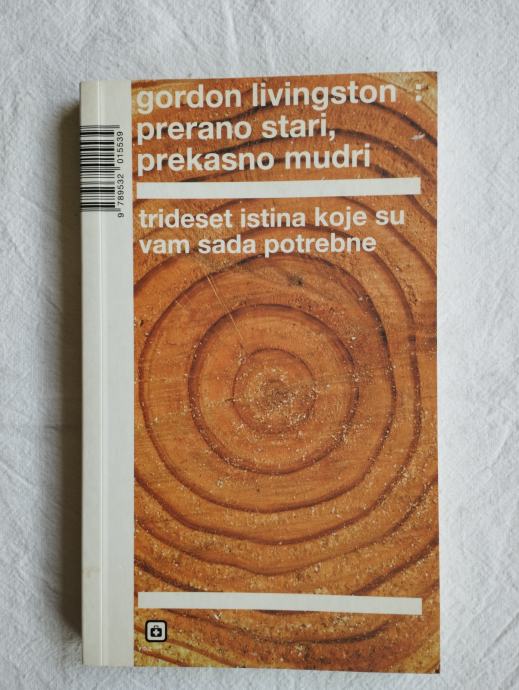 gordon livingston :
prerano stari,
prekasno mudri
trideset istina koje su
vam sada potrebne
9 789532 015539